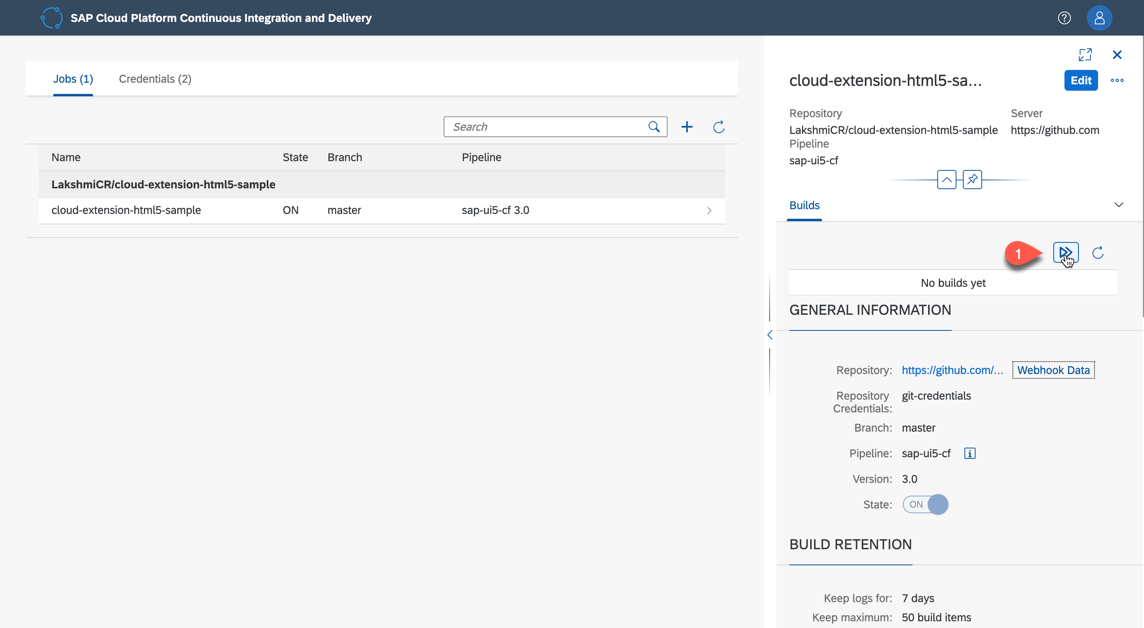 SAP Cloud Platform Continuous Integration and Delivery
Jobs (1)
Credentials (2)
Search
Name State Branch Pipeline
LakshmiCR/cloud-extension-html5-sample
cloud-extension-html5-sample ON master sap-ui5-cf 3.0
cloud-extension-html5-sa...
Edit
Repository
LakshmiCR/cloud-extension-html5-sample
Server
https://github.com
Pipeline
sap-ui5-cf
Builds
1
No builds yet
GENERAL INFORMATION
Repository: https://github.com/... Webhook Data
Repository
Credentials:
git-credentials
Branch: master
Pipeline: sap-ui5-cf
Version: 3.0
State: ON
BUILD RETENTION
Keep logs for: 7 days
Keep maximum: 50 build items